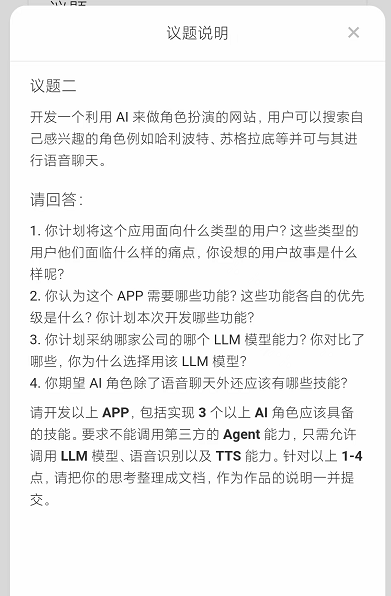 议题说明
议题二
开发一个利用 AI 来做角色扮演的网站，用户可以搜索自
己感兴趣的角色例如哈利波特、苏格拉底等并可与其进
行语音聊天。
请回答：
1. 你计划将这个应用面向什么类型的用户？这些类型的
用户他们面临什么样的痛点，你设想的用户故事是什么
样呢？
2. 你认为这个 APP 需要哪些功能？这些功能各自的优先
级是什么？你计划本次开发哪些功能？
3. 你计划采纳哪家公司的哪个 LLM 模型能力？你对比了
哪些，你为什么选择用该 LLM 模型？
4. 你期望 AI 角色除了语音聊天外还应该有哪些技能？
请开发以上 APP，包括实现 3 个以上 AI 角色应该具备
的技能。要求不能调用第三方的 Agent 能力，只需允许
调用 LLM 模型、语音识别以及 TTS 能力。针对以上 1-4
点，请把你的思考整理成文档，作为作品的说明一并提
交。